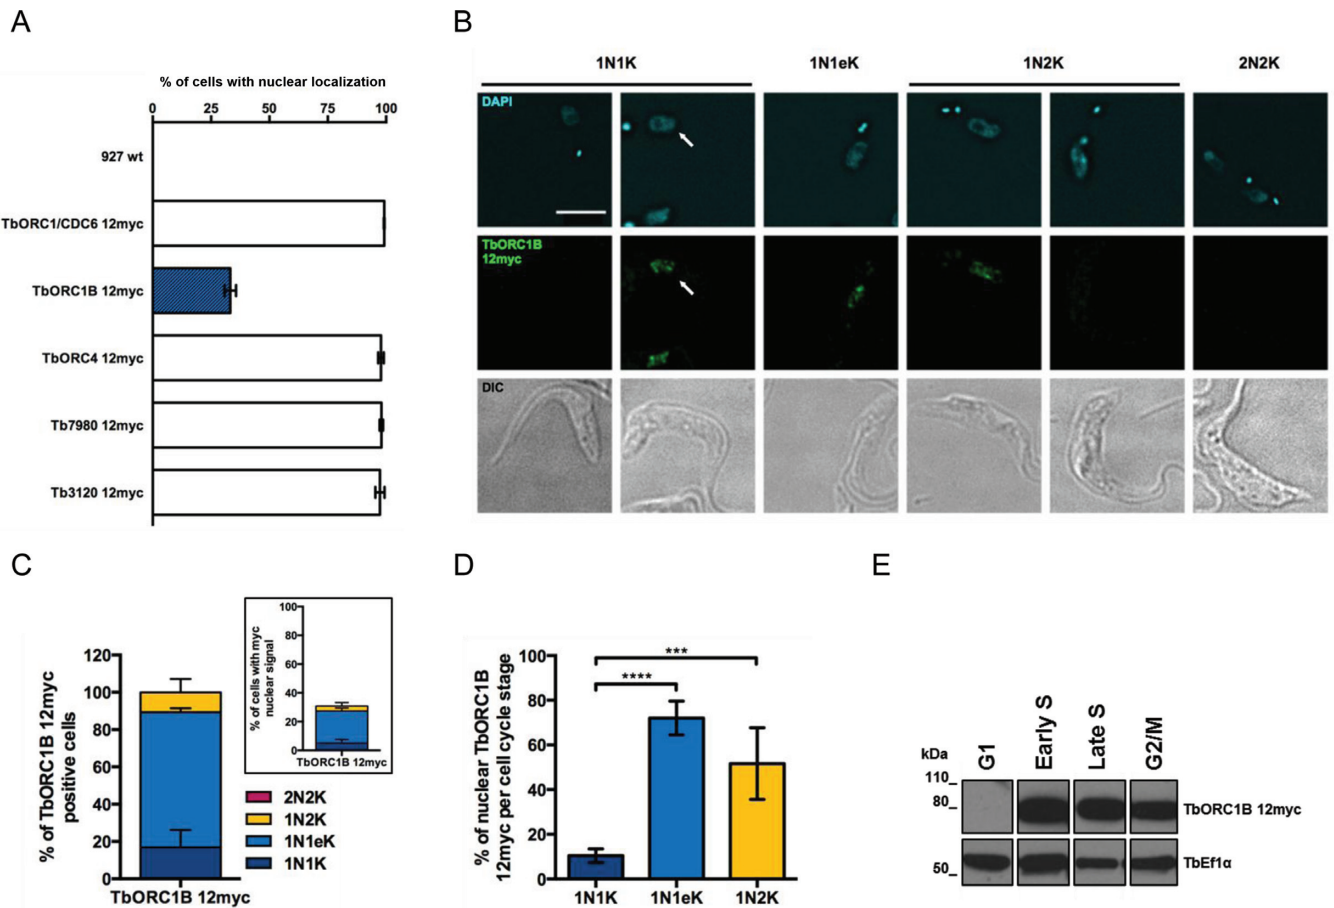 A
% of cells with nuclear localization
0 25 50 75 100
927 wt
TbORC1/CDC6 12myc
TbORC1B 12myc
TbORC4 12myc
Tb7980 12myc
Tb3120 12myc
B
1N1K 1N1eK 1N2K 2N2K
DAPI
TbORC1B
12myc
DIC
C
% of TbORC1B 12myc
positive cells
120
100
80
60
40
20
0
TbORC1B 12myc
% of cells with myc
nuclear signal
100
80
60
40
20
0
TbORC1B 12myc
2N2K
1N2K
1N1eK
1N1K
D
% of nuclear TbORC1B
12myc per cell cycle stage
100
80
60
40
20
0
***
****
1N1K 1N1eK 1N2K
E
kDa
G1 Early S Late S G2/M
110
80
50
TbORC1B 12myc
TbEf1α